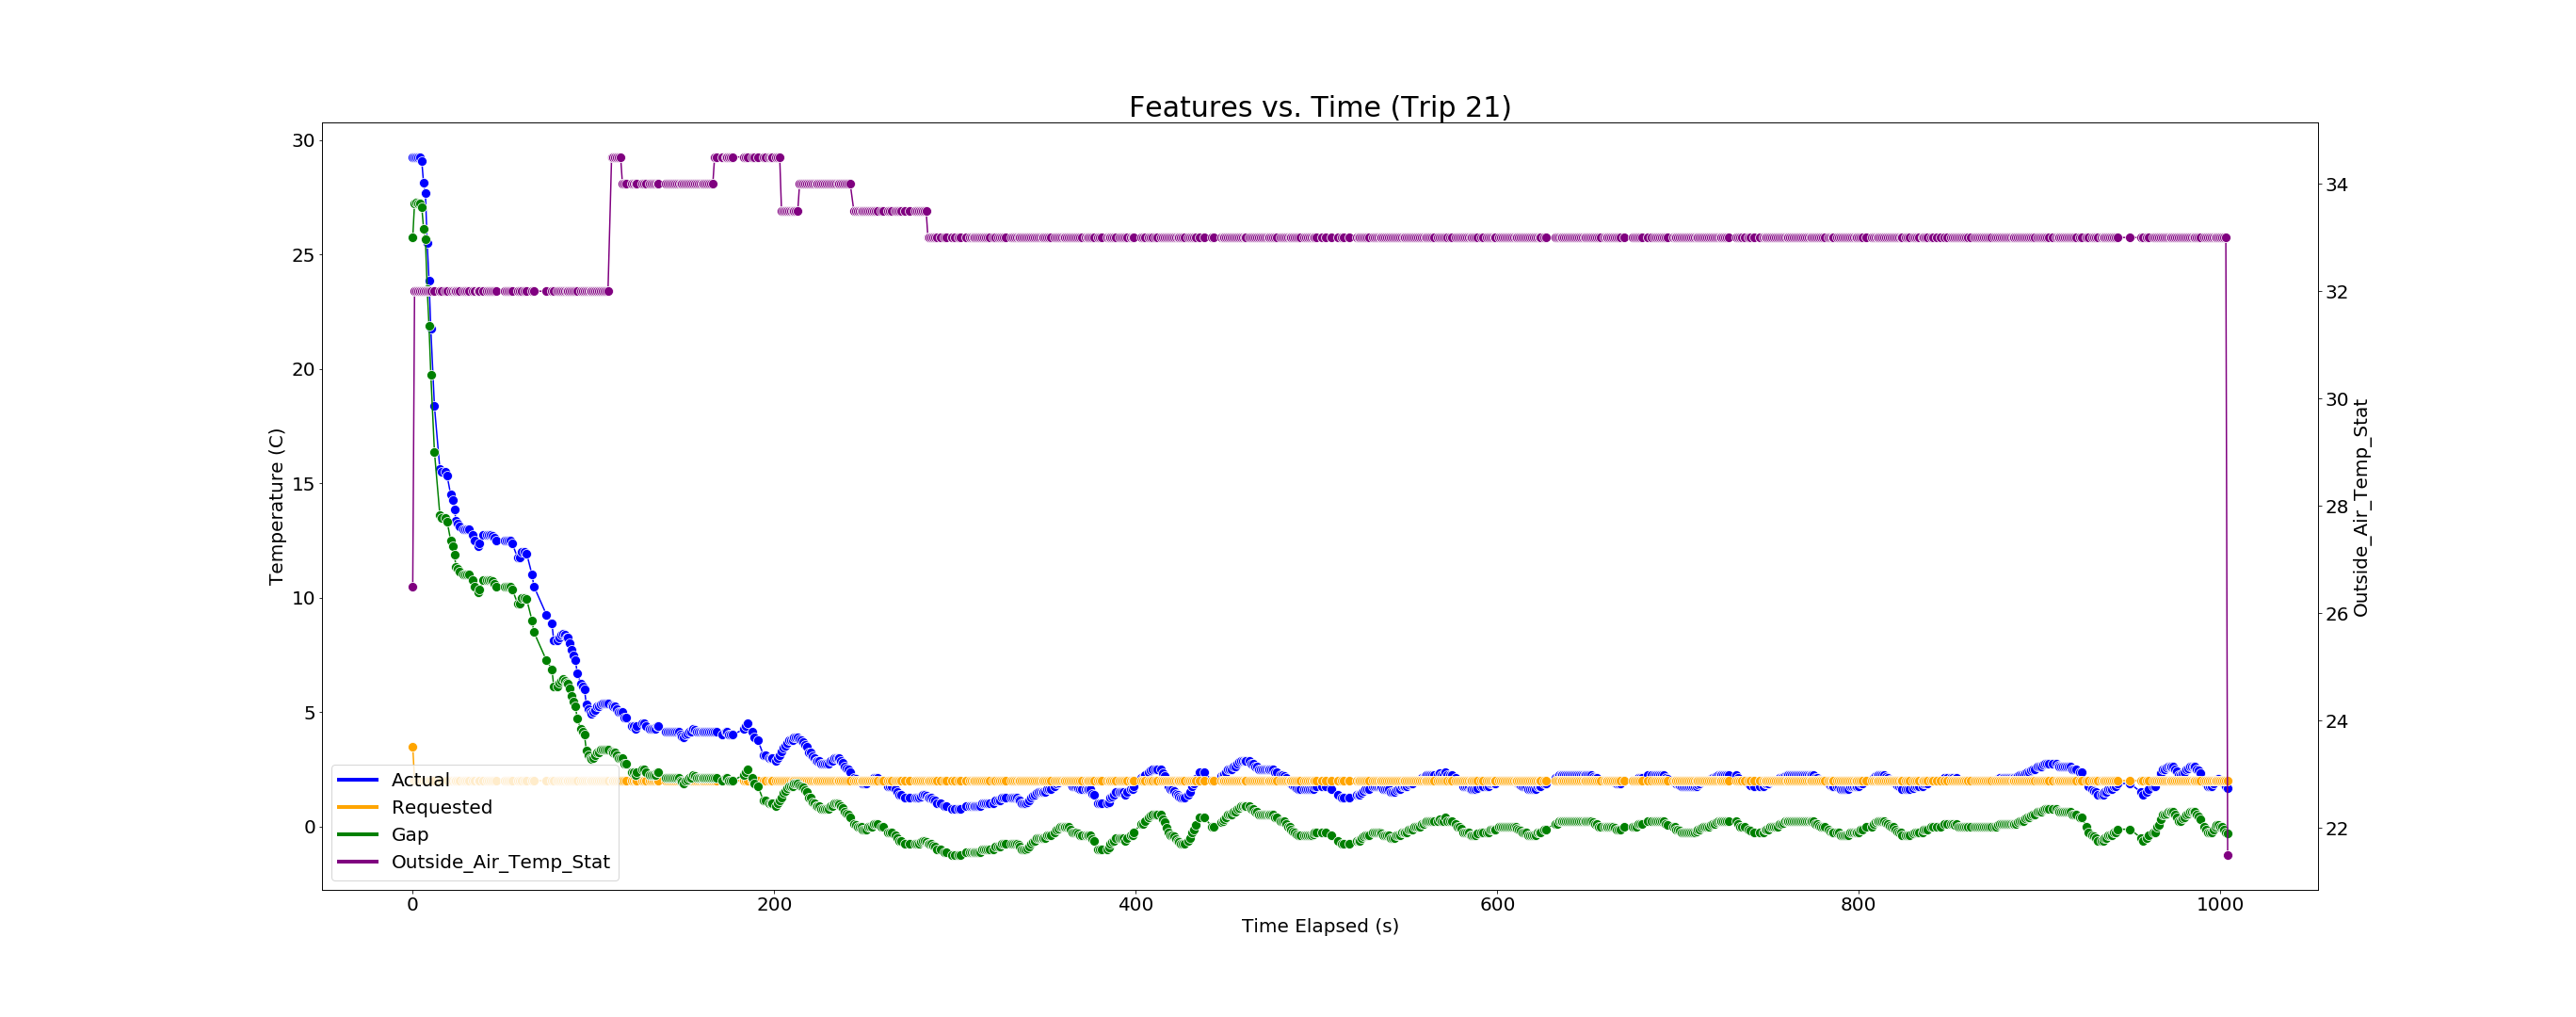 Features vs. Time (Trip 21)
30
25
20
15
10
5
0
Temperature (C)
34
32
30
28
26
24
22
Outside_Air_Temp_Stat
Actual
Requested
Gap
Outside_Air_Temp_Stat
0 200 400 600 800 1000
Time Elapsed (s)